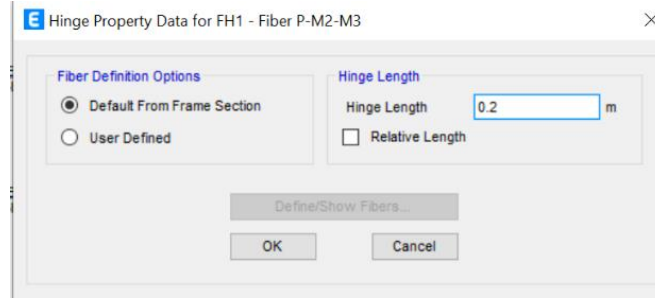 E Hinge Property Data for FH1 - Fiber P-M2-M3
Fiber Definition Options
Default From Frame Section
User Defined
Hinge Length
Hinge Length 0.2 m
Relative Length
Define/Show Fibers...
OK Cancel